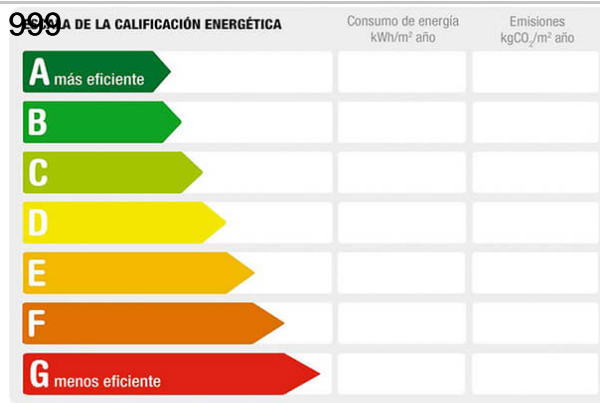 999
ESCALA DE LA CALIFICACIÓN ENERGÉTICA
Consumo de energía
kWh/m² año
Emisiones
kgCO₂/m² año
A más eficiente
B
C
D
E
F
G menos eficiente